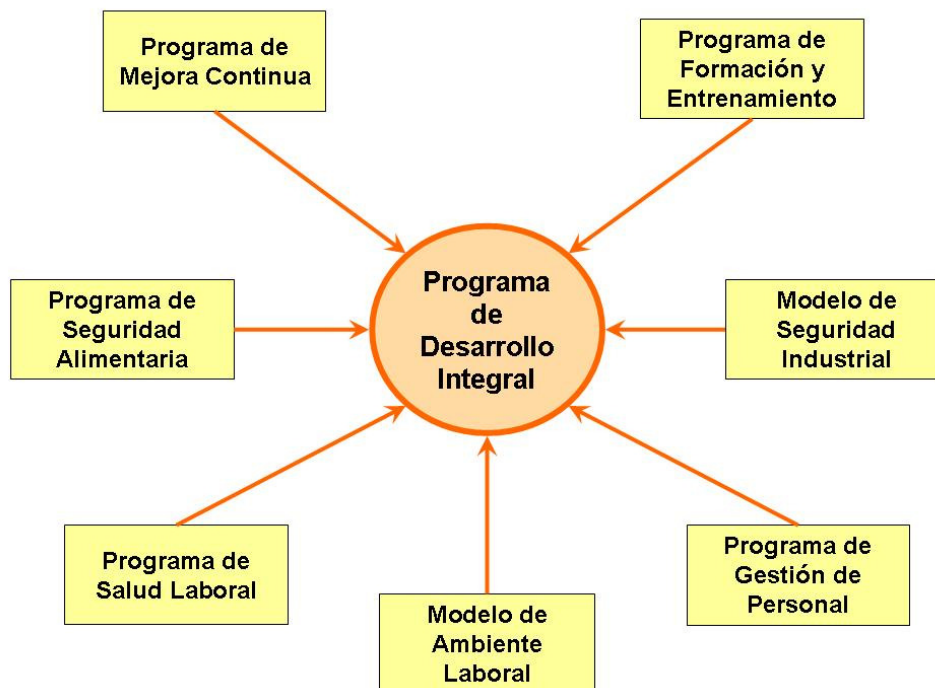 Programa de
Mejora Continua
Programa de
Formación y
Entrenamiento
Programa de
Seguridad
Alimentaria
Programa
de
Desarrollo
Integral
Modelo de
Seguridad
Industrial
Programa de
Salud Laboral
Modelo de
Ambiente
Laboral
Programa de
Gestión de
Personal